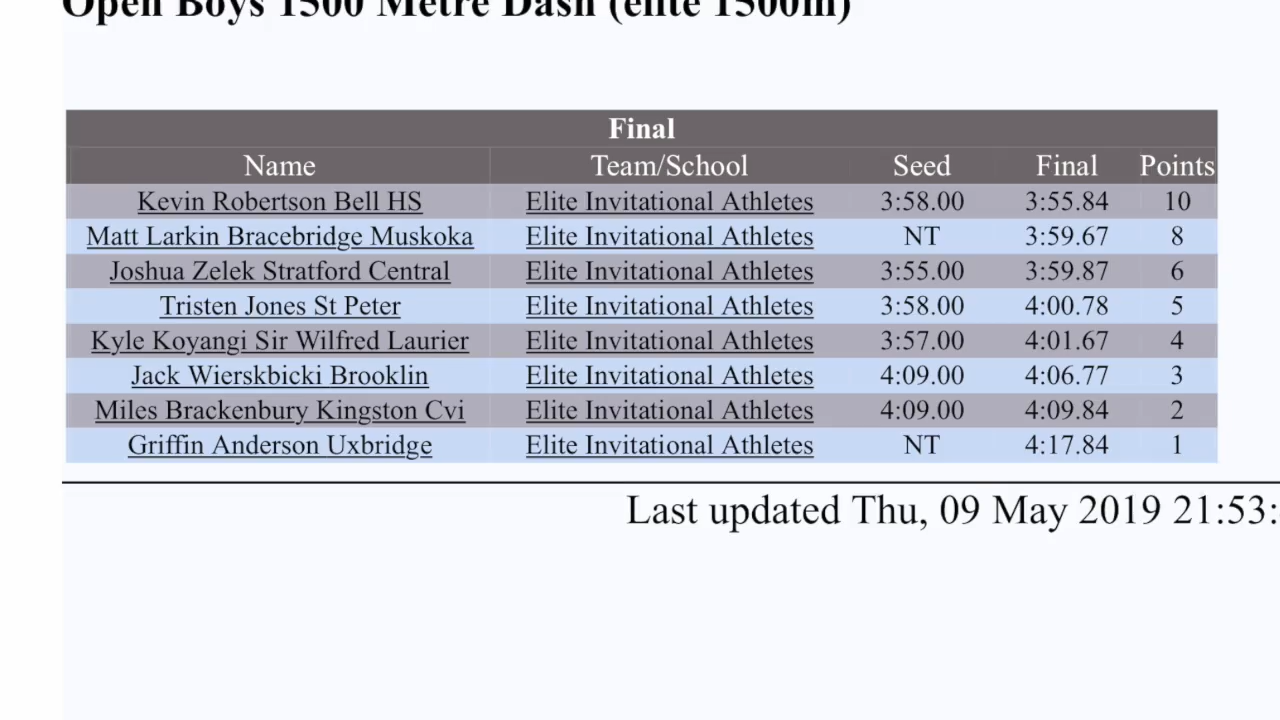 Open Boys 1500 Metre Dash (elite 1500m)
Final
Name Team/School Seed Final Points
Kevin Robertson Bell HS Elite Invitational Athletes 3:58.00 3:55.84 10
Matt Larkin Bracebridge Muskoka Elite Invitational Athletes NT 3:59.67 8
Joshua Zelek Stratford Central Elite Invitational Athletes 3:55.00 3:59.87 6
Tristen Jones St Peter Elite Invitational Athletes 3:58.00 4:00.78 5
Kyle Koyangi Sir Wilfred Laurier Elite Invitational Athletes 3:57.00 4:01.67 4
Jack Wierskbicki Brooklin Elite Invitational Athletes 4:09.00 4:06.77 3
Miles Brackenbury Kingston Cvi Elite Invitational Athletes 4:09.00 4:09.84 2
Griffin Anderson Uxbridge Elite Invitational Athletes NT 4:17.84 1
Last updated Thu, 09 May 2019 21:53: